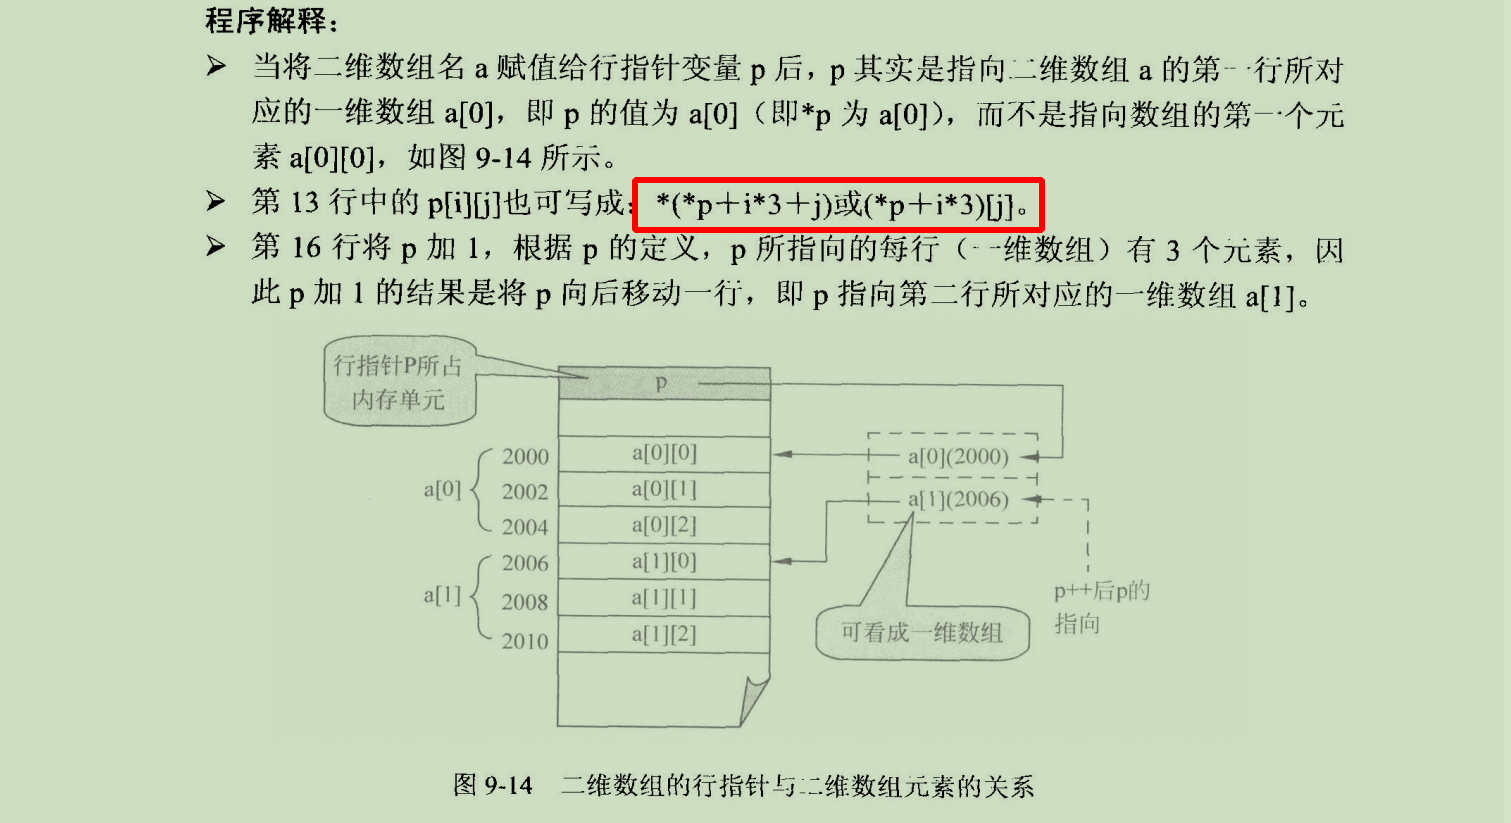 程序解释：
➢ 当将二维数组名 a 赋值给行指针变量 p 后，p 其实是指向二维数组 a 的第一行所对
应的一维数组 a[0]，即 p 的值为 a[0]（即*p 为 a[0]），而不是指向数组的第一个元
素 a[0][0]，如图 9-14 所示。
➢ 第 13 行中的 p[i][j]也可写成：*(*p＋i*3＋j)或(*p＋i*3)[j]。
➢ 第 16 行将 p 加 1，根据 p 的定义，p 所指向的每行（一维数组）有 3 个元素，因
此 p 加 1 的结果是将 p 向后移动一行，即 p 指向第二行所对应的一维数组 a[1]。
行指针P所占
内存单元
p
2000 a[0][0] a[0](2000)
a[0] 2002 a[0][1] a[1](2006)
2004 a[0][2]
2006 a[1][0]
a[1] 2008 a[1][1]
2010 a[1][2]
p++后p的
指向
可看成一维数组
图 9-14 二维数组的行指针与二维数组元素的关系